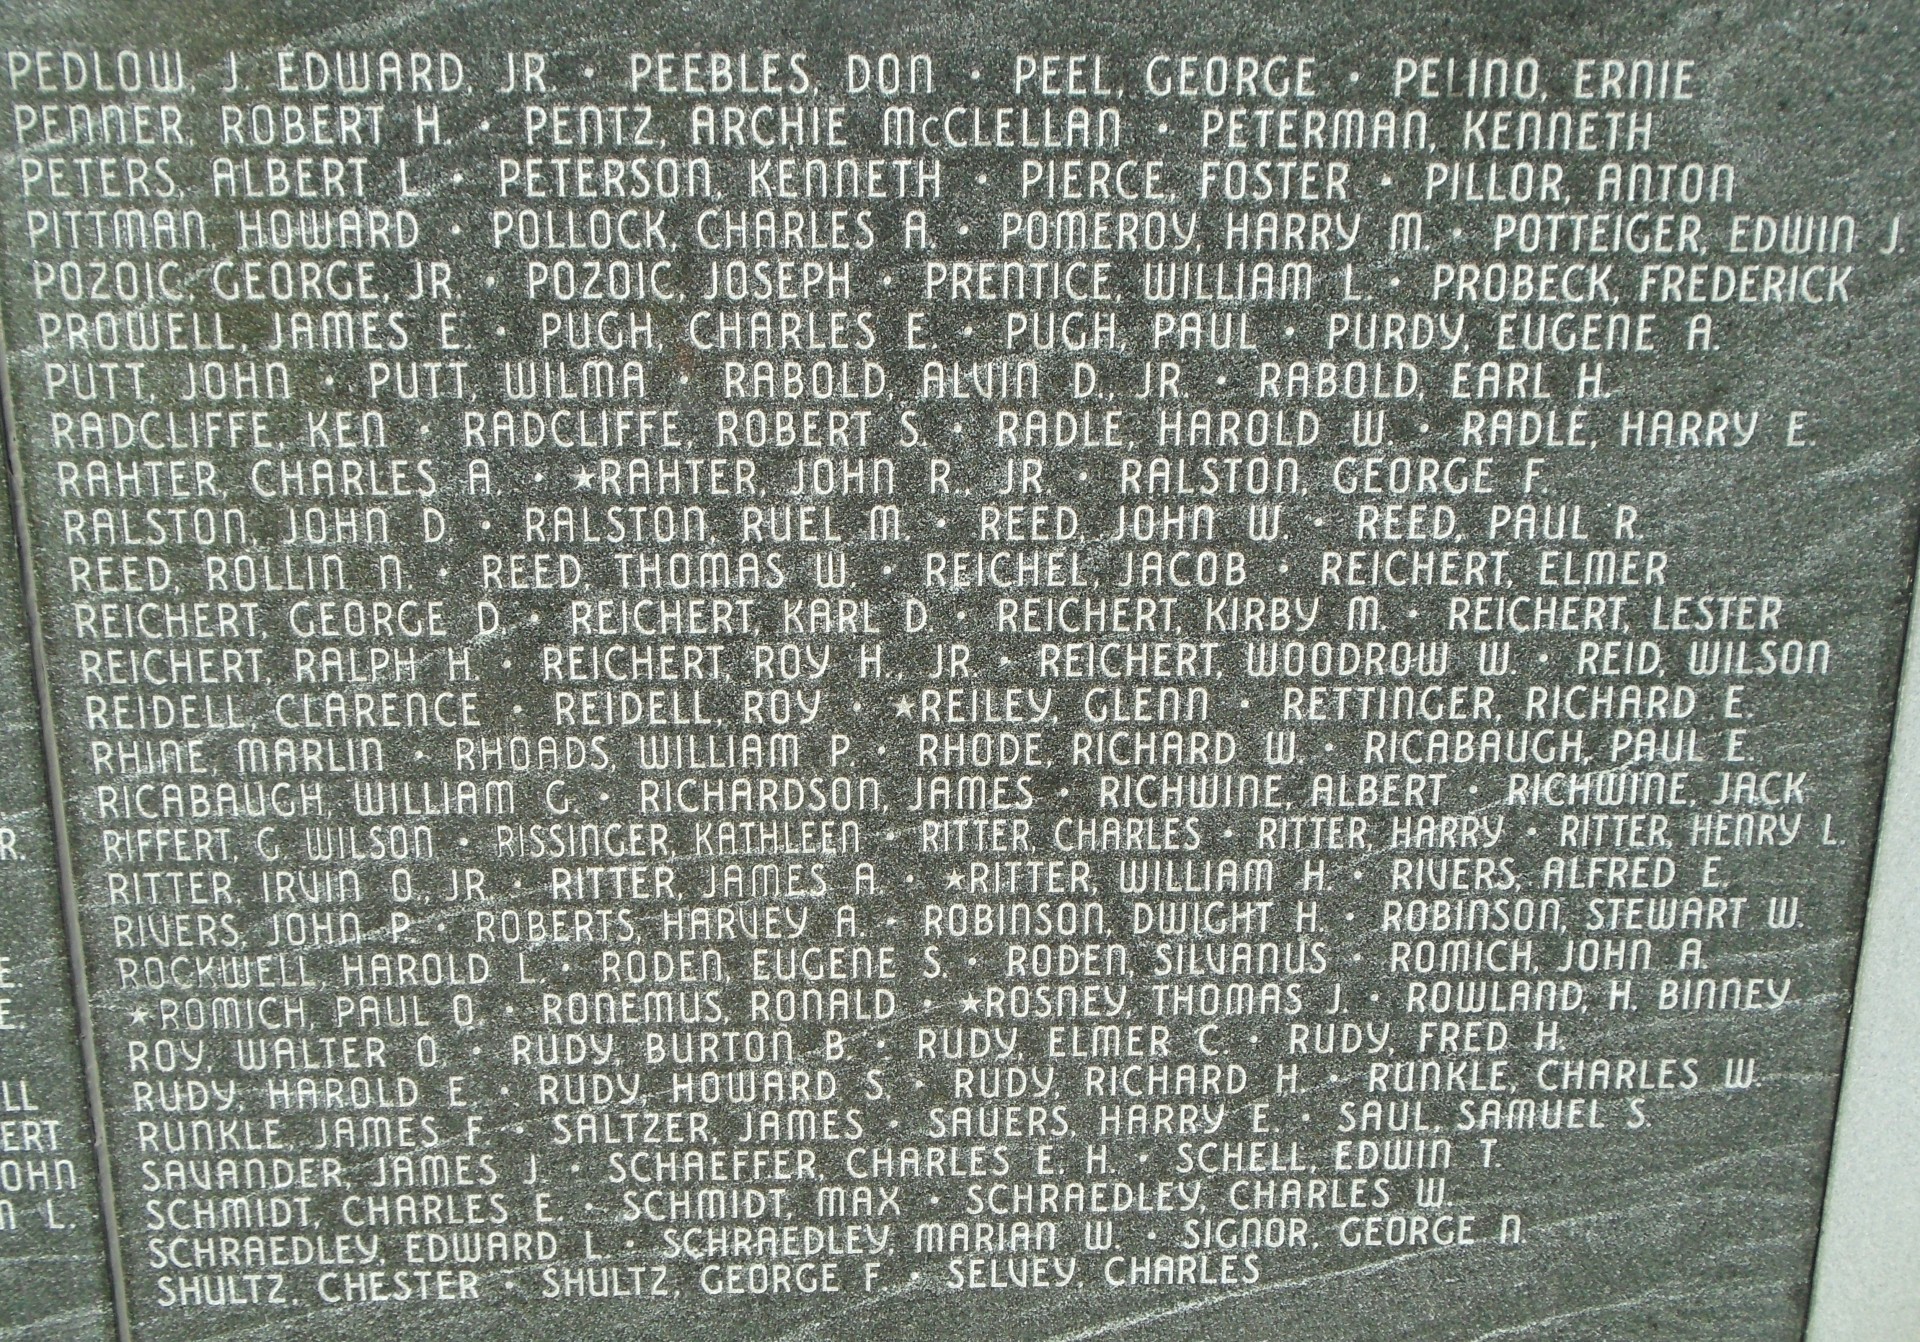 PEDLOW, J. EDWARD, JR. • PEEBLES, DON • PEEL, GEORGE • PELINO, ERNIE
PENNER, ROBERT H. • PENTZ, ARCHIE McCLELLAN • PETERMAN, KENNETH
PETERS, ALBERT L. • PETERSON, KENNETH • PIERCE, FOSTER • PILLOR, ANTON
PITTMAN, HOWARD • POLLOCK, CHARLES A. • POMEROY, HARRY M. • POTTEIGER, EDWIN J.
POZOIC, GEORGE, JR. • POZOIC, JOSEPH • PRENTICE, WILLIAM L. • PROBECK, FREDERICK
PROWELL, JAMES E. • PUGH, CHARLES E. • PUGH, PAUL • PURDY, EUGENE A.
PUTT, JOHN • PUTT, WILMA • RABOLD, ALVIN D., JR. • RABOLD, EARL H.
RADCLIFFE, KEN • RADCLIFFE, ROBERT S. • RADLE, HAROLD W. • RADLE, HARRY E.
RAHTER, CHARLES A. • ★RAHTER, JOHN R., JR. • RALSTON, GEORGE F.
RALSTON, JOHN D. • RALSTON, RUEL M. • REED, JOHN W. • REED, PAUL R.
REED, ROLLIN N. • REED, THOMAS W. • REICHEL, JACOB • REICHERT, ELMER
REICHERT, GEORGE D. • REICHERT, KARL D. • REICHERT, KIRBY M. • REICHERT, LESTER
REICHERT, RALPH H. • REICHERT, ROY H., JR. • REICHERT, WOODROW W. • REID, WILSON
REIDELL, CLARENCE • REIDELL, ROY • ★REILEY, GLENN • RETTINGER, RICHARD E.
RHINE, MARLIN • RHOADS, WILLIAM P. • RHODE, RICHARD W. • RICABAUGH, PAUL E.
RICABAUGH, WILLIAM G. • RICHARDSON, JAMES • RICHWINE, ALBERT • RICHWINE, JACK
RIFFERT, G. WILSON • RISSINGER, KATHLEEN • RITTER, CHARLES • RITTER, HARRY • RITTER, HENRY L.
RITTER, IRVIN O., JR. • RITTER, JAMES A. • ★RITTER, WILLIAM H. • RIVERS, ALFRED E.
RIVERS, JOHN P. • ROBERTS, HARVEY A. • ROBINSON, DWIGHT H. • ROBINSON, STEWART W.
ROCKWELL, HAROLD L. • RODEN, EUGENE S. • RODEN, SILVANUS • ROMICH, JOHN A.
★ROMICH, PAUL O. • RONEMUS, RONALD • ★ROSNEY, THOMAS J. • ROWLAND, H. BINNEY
ROY, WALTER O. • RUDY, BURTON B. • RUDY, ELMER C. • RUDY, FRED H.
RUDY, HAROLD E. • RUDY, HOWARD S. • RUDY, RICHARD H. • RUNKLE, CHARLES W.
RUNKLE, JAMES F. • SALTZER, JAMES • SAUERS, HARRY E. • SAUL, SAMUEL S.
SAVANDER, JAMES J. • SCHAEFFER, CHARLES E. H. • SCHELL, EDWIN T.
SCHMIDT, CHARLES E. • SCHMIDT, MAX • SCHRAEDLEY, CHARLES W.
SCHRAEDLEY, EDWARD L. • SCHRAEDLEY, MARIAN W. • SIGNOR, GEORGE N.
SHULTZ, CHESTER • SHULTZ, GEORGE F. • SELVEY, CHARLES
R.
E.
E.
LL
ERT
OHN
N L.